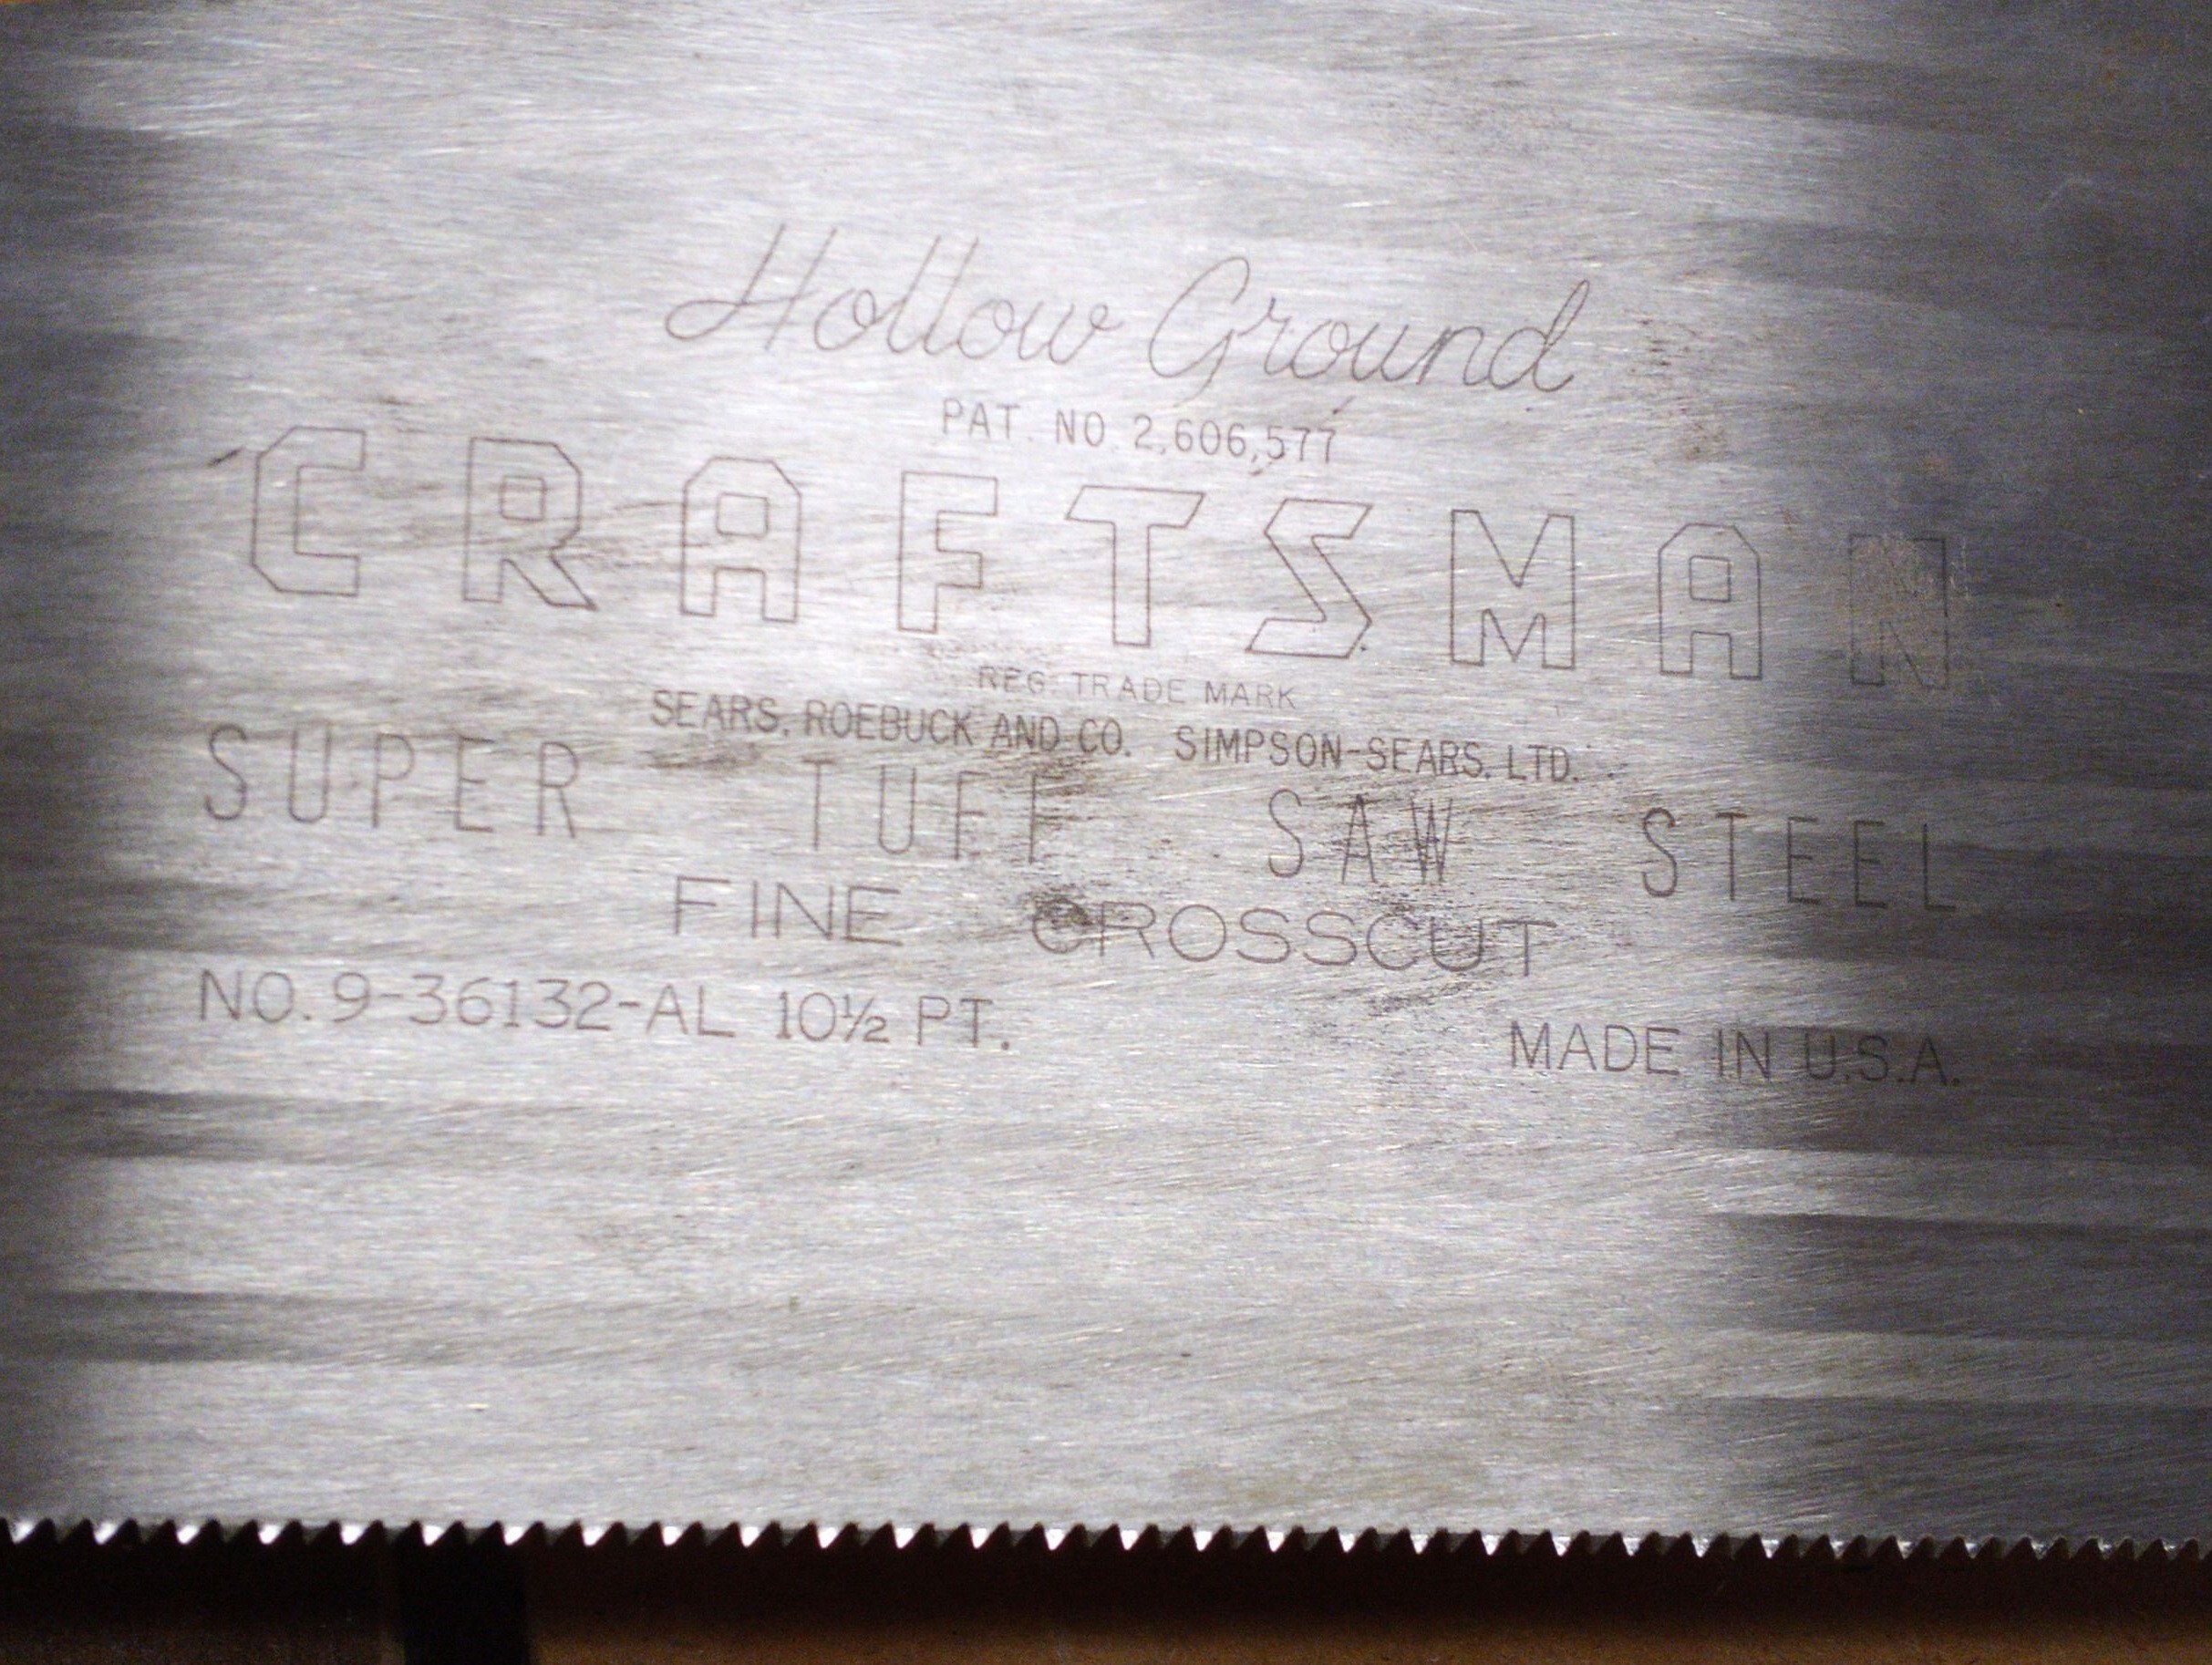 Hollow Ground
PAT. NO. 2,606,577
CRAFTSMAN
REG. TRADE MARK
SEARS, ROEBUCK AND CO. SIMPSON-SEARS, LTD.
SUPER TUFF SAW STEEL
FINE CROSSCUT
NO. 9-36132-AL 10½ PT.
MADE IN U.S.A.